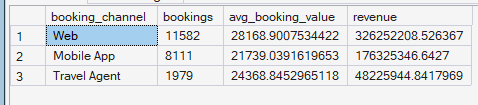 booking_channel bookings avg_booking_value revenue
1 Web 11582 28168.9007534422 326252208.526367
2 Mobile App 8111 21739.0391619653 176325346.6427
3 Travel Agent 1979 24368.8452965118 48225944.8417969